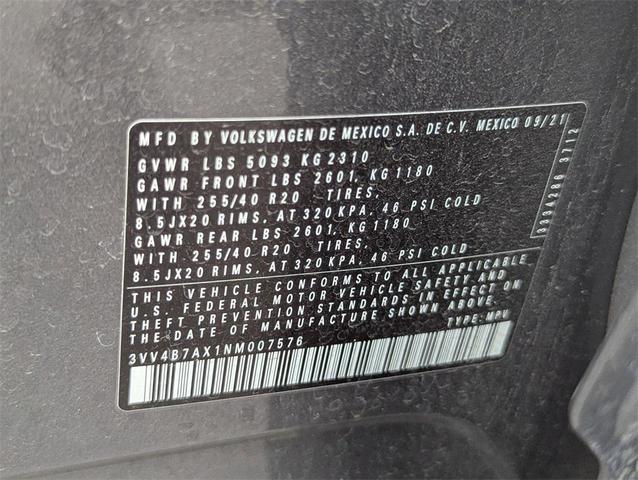 MFD BY VOLKSWAGEN DE MEXICO S.A. DE C.V. MEXICO 09/21
GVWR LBS 5093 KG 2310
GAWR FRONT LBS 2601, KG 1180
WITH 255/40 R20 TIRES,
8.5JX20 RIMS, AT 320 KPA, 46 PSI COLD
GAWR REAR LBS 2601, KG 1180
WITH 255/40 R20 TIRES,
8.5JX20 RIMS, AT 320 KPA, 46 PSI COLD
THIS VEHICLE CONFORMS TO ALL APPLICABLE
U.S. FEDERAL MOTOR VEHICLE SAFETY AND
THEFT PREVENTION STANDARDS IN EFFECT ON
THE DATE OF MANUFACTURE SHOWN ABOVE.
3VV4B7AX1NM007576 TYPE: MPV
3334286 3712